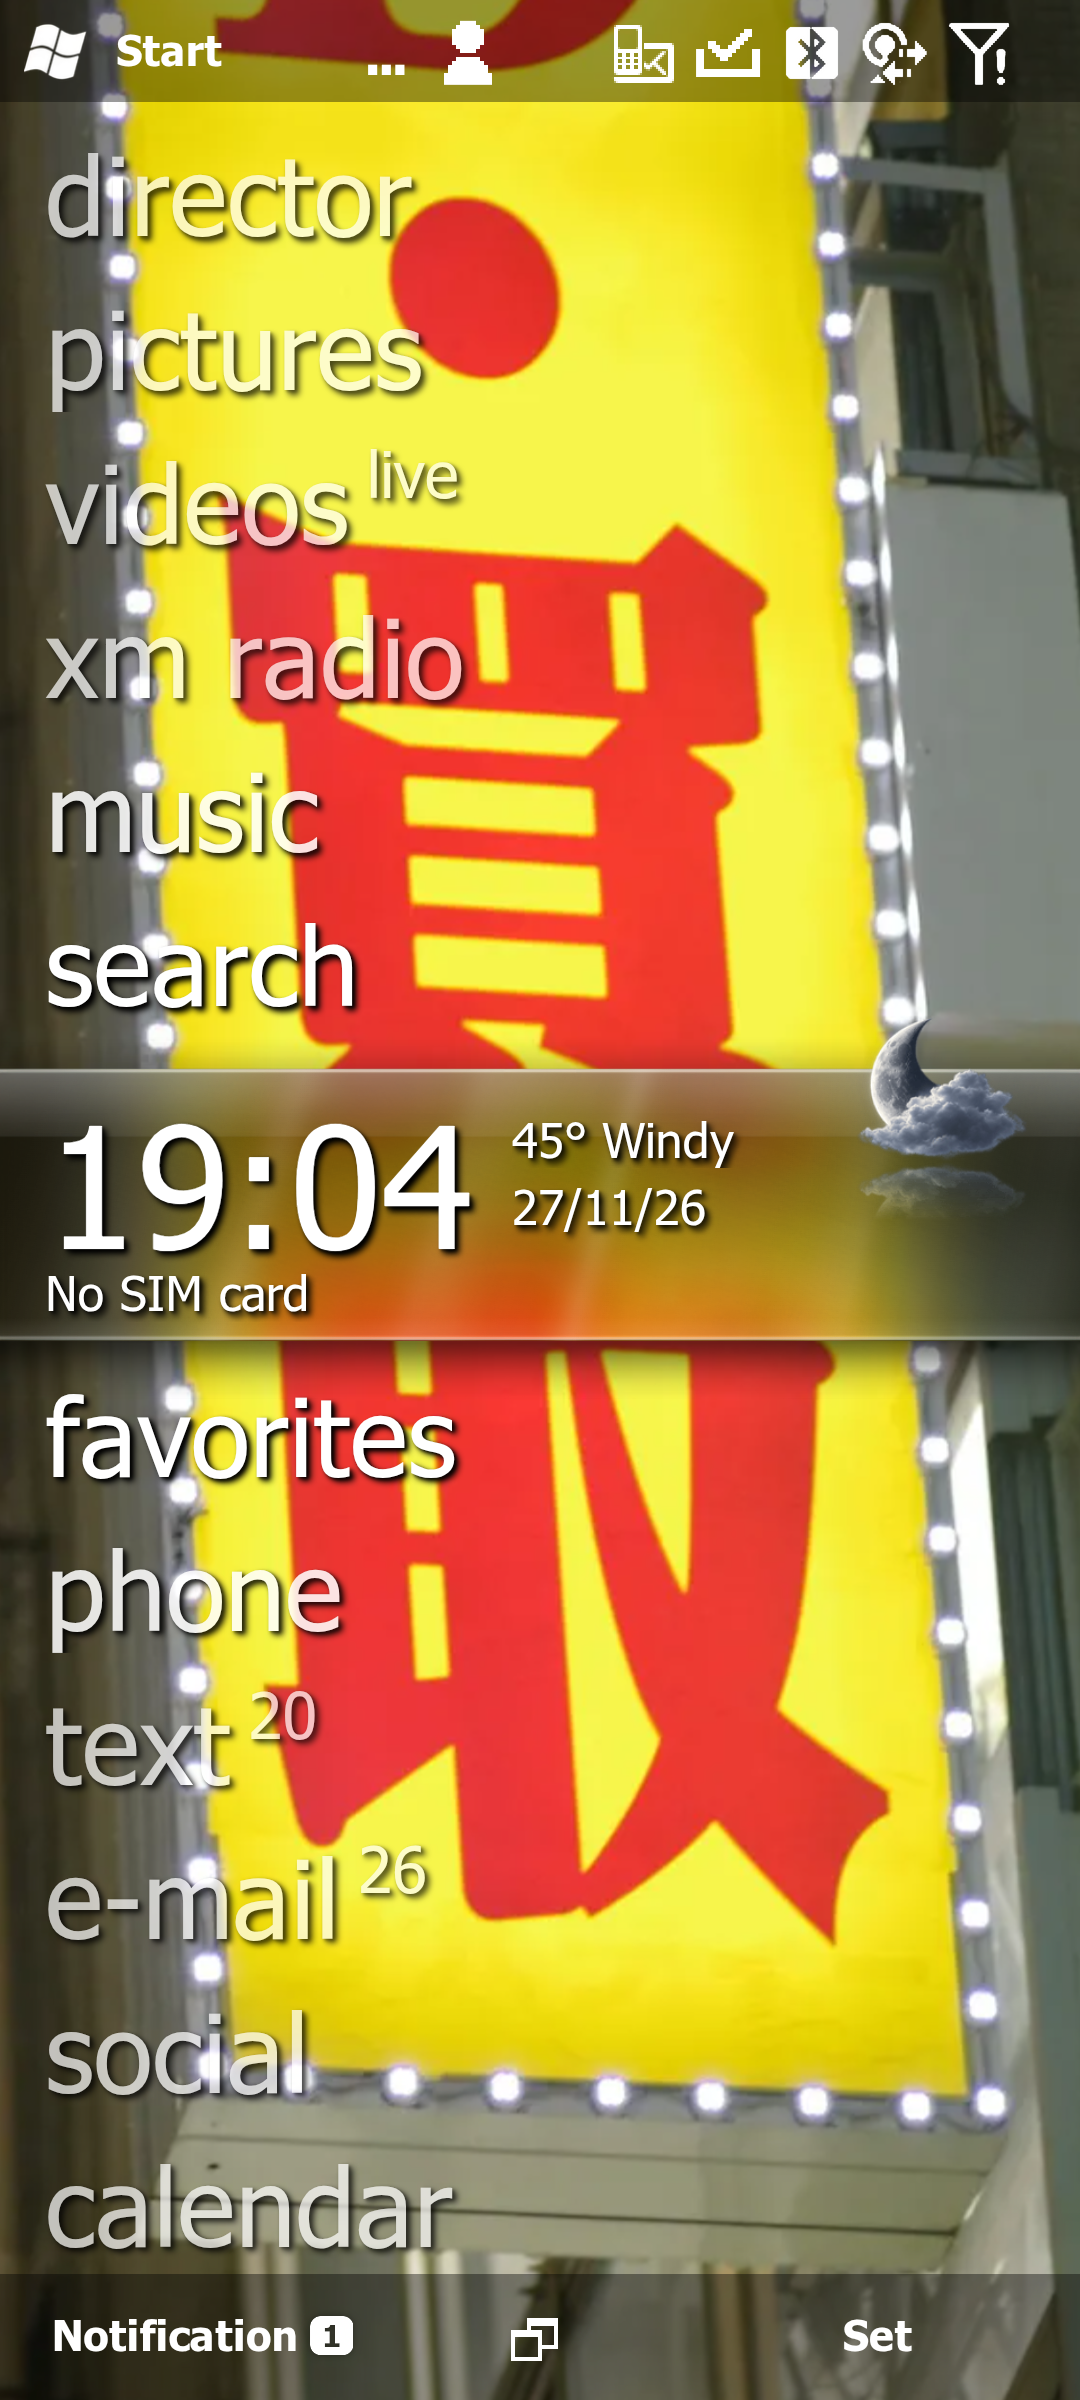 Start
director
pictures
videos live
xm radio
music
search
19:04
45° Windy
27/11/26
No SIM card
favorites
phone
text 20
e-mail 26
social
calendar
Notification 1
Set
買取